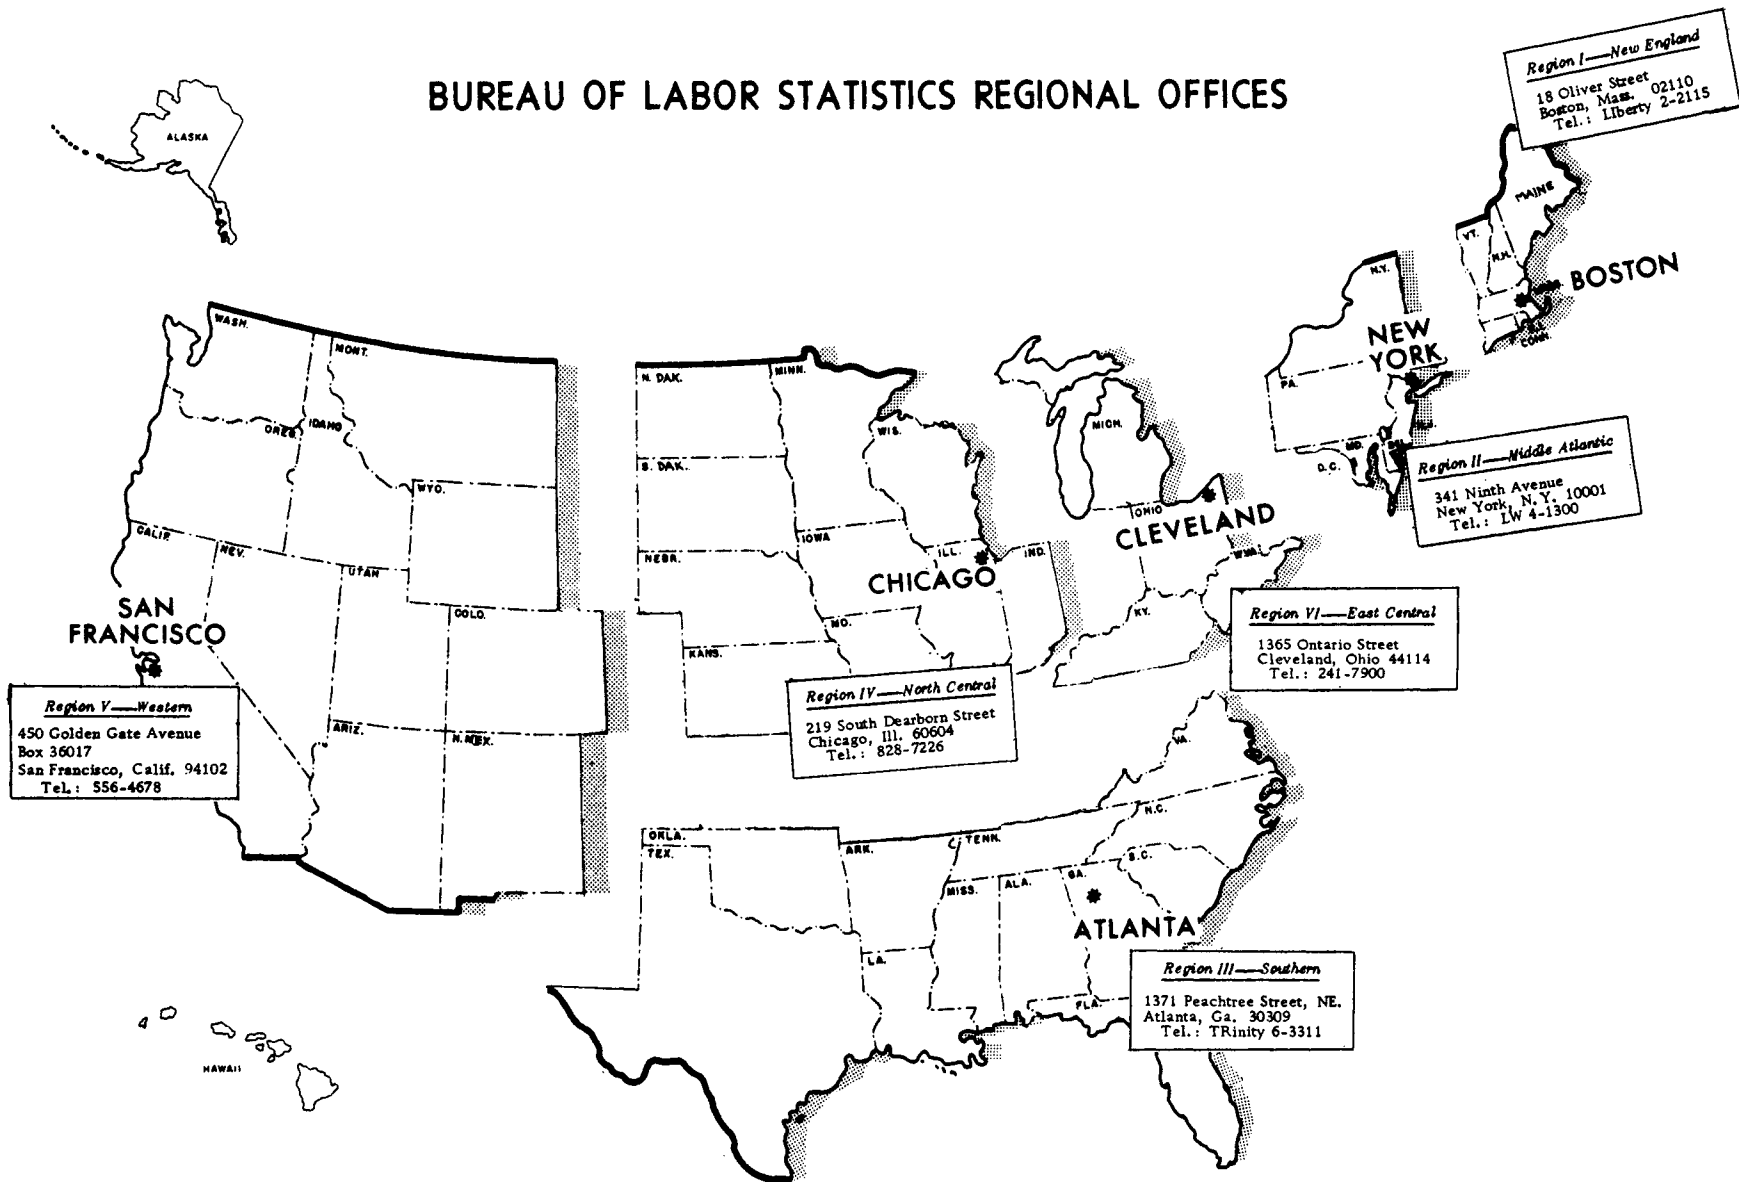 BUREAU OF LABOR STATISTICS REGIONAL OFFICES
Region I—New England
18 Oliver Street
Boston, Mass. 02110
Tel.: LIberty 2-2115
ALASKA
MAINE
VT.
N.H.
BOSTON
CONN.
N.Y.
NEW
YORK
PA.
MD.
D.C.
Region II—Middle Atlantic
341 Ninth Avenue
New York, N.Y. 10001
Tel.: LW 4-1300
WASH.
MONT.
OREG.
IDAHO
WYO.
CALIF.
NEV.
UTAH
COLO.
ARIZ.
N.MEX.
SAN
FRANCISCO
Region V—Western
450 Golden Gate Avenue
Box 36017
San Francisco, Calif. 94102
Tel.: 556-4678
N. DAK.
MINN.
S. DAK.
WIS.
IOWA
NEBR.
ILL.
IND.
CHICAGO
MO.
KANS.
Region IV—North Central
219 South Dearborn Street
Chicago, Ill. 60604
Tel.: 828-7226
MICH.
OHIO
CLEVELAND
W.VA.
KY.
Region VI—East Central
1365 Ontario Street
Cleveland, Ohio 44114
Tel.: 241-7900
VA.
N.C.
OKLA.
TEX.
ARK.
TENN.
S.C.
MISS.
ALA.
GA.
ATLANTA
LA.
FLA.
Region III—Southern
1371 Peachtree Street, NE.
Atlanta, Ga. 30309
Tel.: TRinity 6-3311
HAWAII